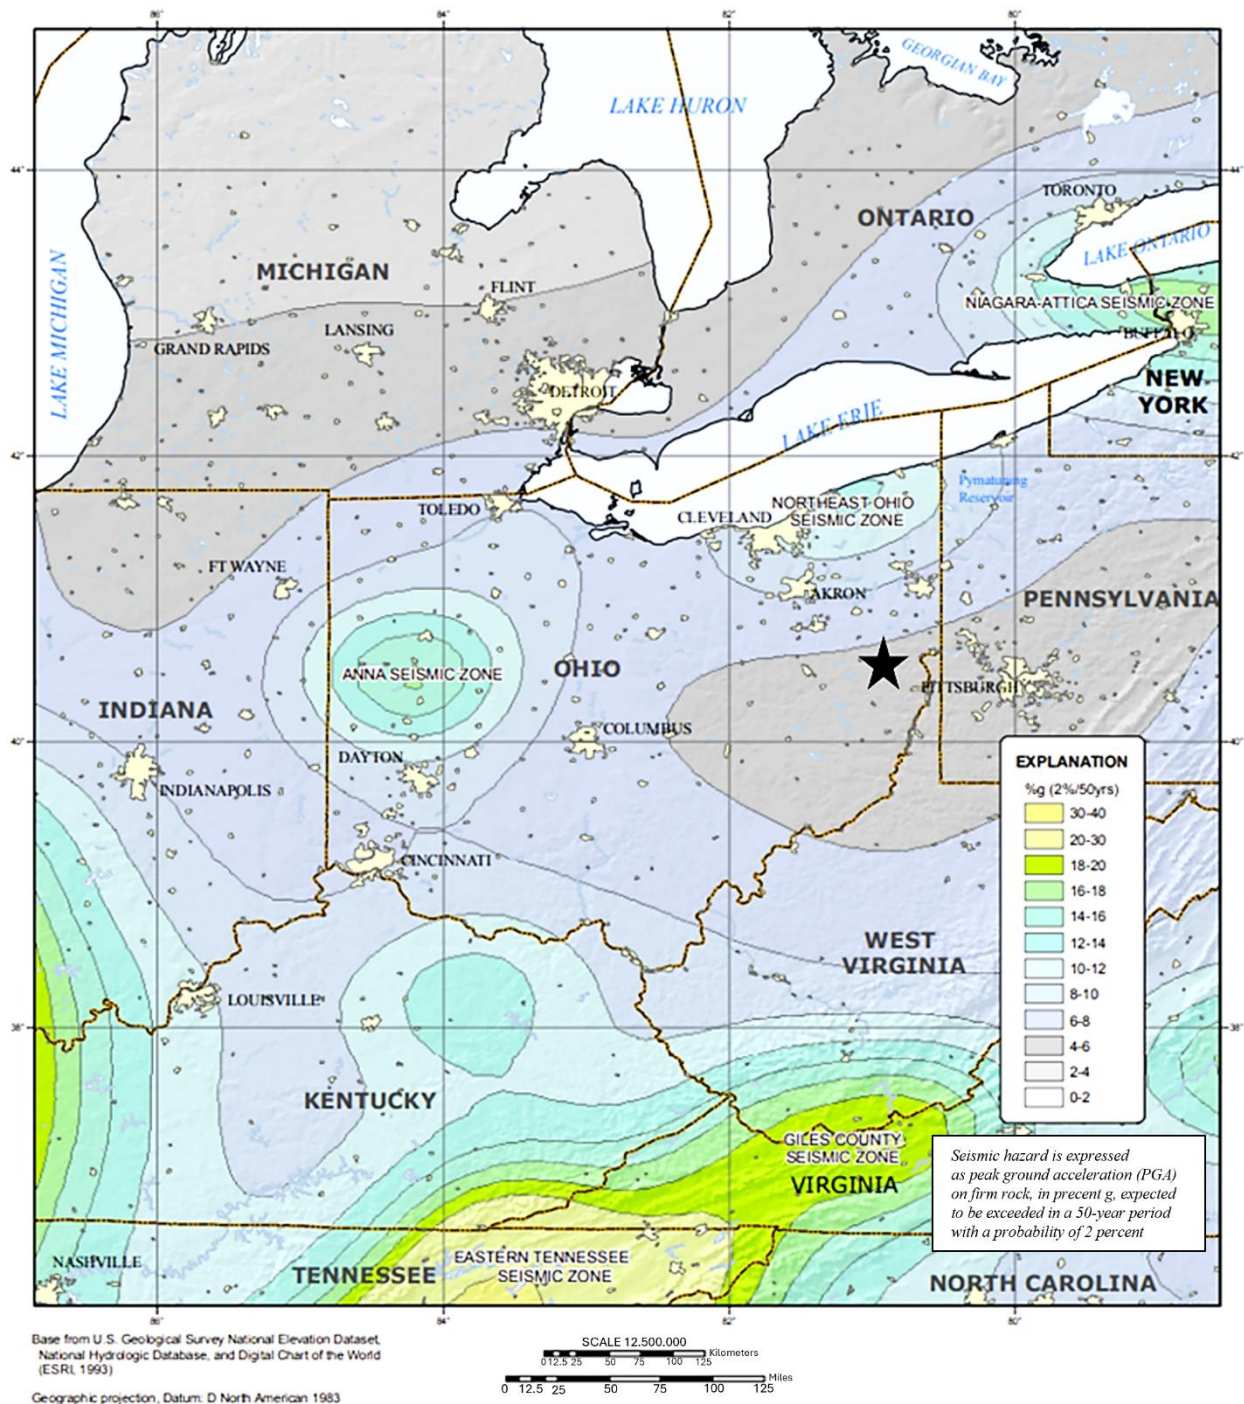 86°
84°
82°
80°
GEORGIAN BAY
LAKE HURON
44°
44°
TORONTO
ONTARIO
LAKE ONTARIO
MICHIGAN
FLINT
NIAGARA-ATTICA SEISMIC ZONE
LAKE MICHIGAN
LANSING
GRAND RAPIDS
BUFFALO
DETROIT
NEW
YORK
LAKE ERIE
42°
42°
Pymatuning
Reservoir
TOLEDO
CLEVELAND
NORTHEAST OHIO
SEISMIC ZONE
FT WAYNE
AKRON
PENNSYLVANIA
ANNA SEISMIC ZONE
OHIO
PITTSBURGH
INDIANA
COLUMBUS
40°
40°
DAYTON
INDIANAPOLIS
EXPLANATION
%g (2%/50yrs)
30-40
20-30
18-20
16-18
14-16
12-14
10-12
8-10
6-8
4-6
2-4
0-2
CINCINNATI
WEST
VIRGINIA
LOUISVILLE
38°
38°
KENTUCKY
GILES COUNTY
SEISMIC ZONE
VIRGINIA
Seismic hazard is expressed
as peak ground acceleration (PGA)
on firm rock, in precent g, expected
to be exceeded in a 50-year period
with a probability of 2 percent
NASHVILLE
TENNESSEE
EASTERN TENNESSEE
SEISMIC ZONE
NORTH CAROLINA
86°
84°
82°
80°
Base from U.S. Geological Survey National Elevation Dataset,
National Hydrologic Database, and Digital Chart of the World
(ESRI, 1993)
Geographic projection, Datum: D North American 1983
SCALE 12.500.000
0 12.5 25 50 75 100 125 Kilometers
0 12.5 25 50 75 100 125 Miles